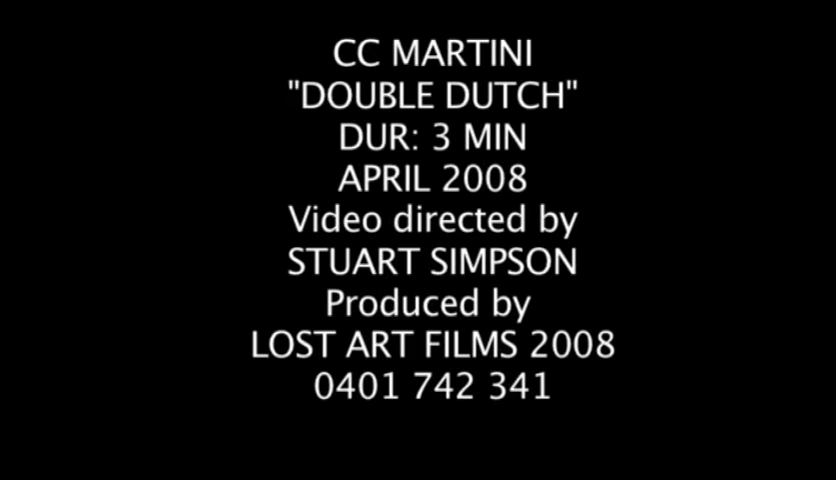 CC MARTINI
"DOUBLE DUTCH"
DUR: 3 MIN
APRIL 2008
Video directed by
STUART SIMPSON
Produced by
LOST ART FILMS 2008
0401 742 341